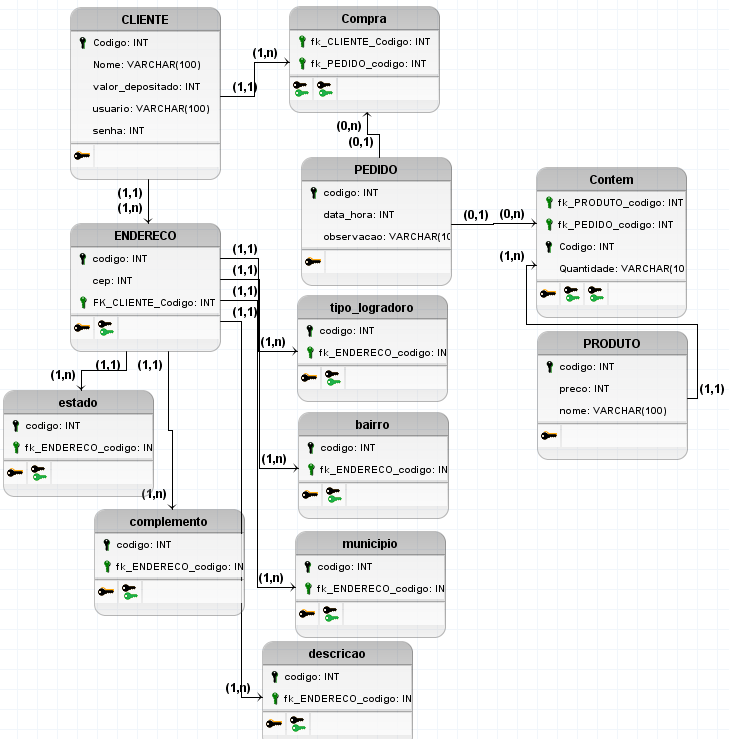 CLIENTE
Codigo: INT
Nome: VARCHAR(100)
valor_depositado: INT
usuario: VARCHAR(100)
senha: INT
Compra
fk_CLIENTE_Codigo: INT
fk_PEDIDO_codigo: INT
(1,n)
(1,1)
(0,n)
(0,1)
PEDIDO
codigo: INT
data_hora: INT
observacao: VARCHAR(10
(0,1)
(0,n)
Contem
fk_PRODUTO_codigo: INT
fk_PEDIDO_codigo: INT
Codigo: INT
Quantidade: VARCHAR(10
(1,n)
(1,1)
PRODUTO
codigo: INT
preco: INT
nome: VARCHAR(100)
(1,1)
(1,n)
ENDERECO
codigo: INT
cep: INT
FK_CLIENTE_Codigo: INT
(1,1)
(1,1)
(1,1)
(1,1)
tipo_logradoro
codigo: INT
fk_ENDERECO_codigo: IN
(1,n)
(1,1)
(1,1)
(1,n)
estado
codigo: INT
fk_ENDERECO_codigo: IN
bairro
codigo: INT
fk_ENDERECO_codigo: IN
(1,n)
(1,n)
complemento
codigo: INT
fk_ENDERECO_codigo: IN
municipio
codigo: INT
fk_ENDERECO_codigo: IN
(1,n)
descricao
codigo: INT
fk_ENDERECO_codigo: IN
(1,n)